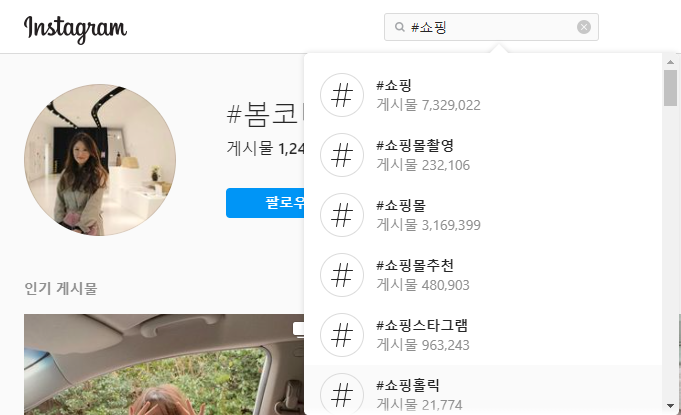 Instagram
#쇼핑
#봄코
게시물 1,24
팔로우
인기 게시물
#쇼핑
게시물 7,329,022
#쇼핑몰촬영
게시물 232,106
#쇼핑몰
게시물 3,169,399
#쇼핑몰추천
게시물 480,903
#쇼핑스타그램
게시물 963,243
#쇼핑홀릭
게시물 21,774